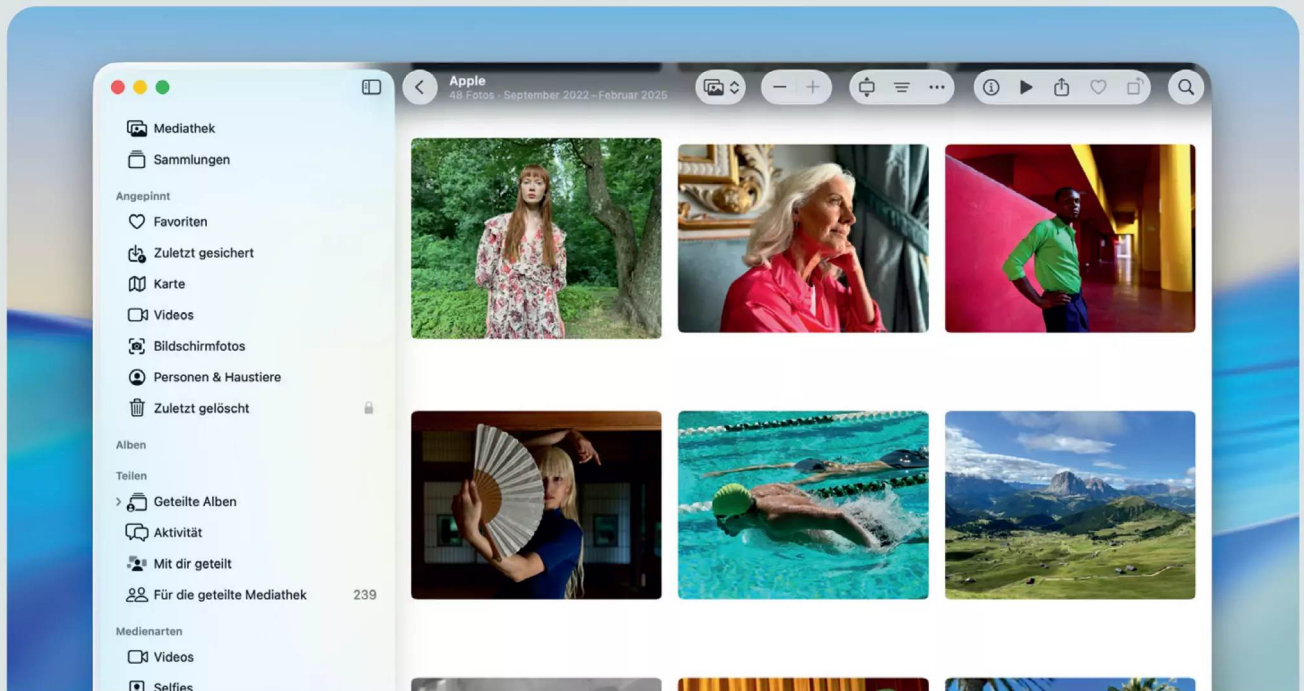 Apple
48 Fotos · September 2022–Februar 2025
Mediathek
Sammlungen
Angepinnt
Favoriten
Zuletzt gesichert
Karte
Videos
Bildschirmfotos
Personen & Haustiere
Zuletzt gelöscht
Alben
Teilen
Geteilte Alben
Aktivität
Mit dir geteilt
Für die geteilte Mediathek 239
Medienarten
Videos
Selfies